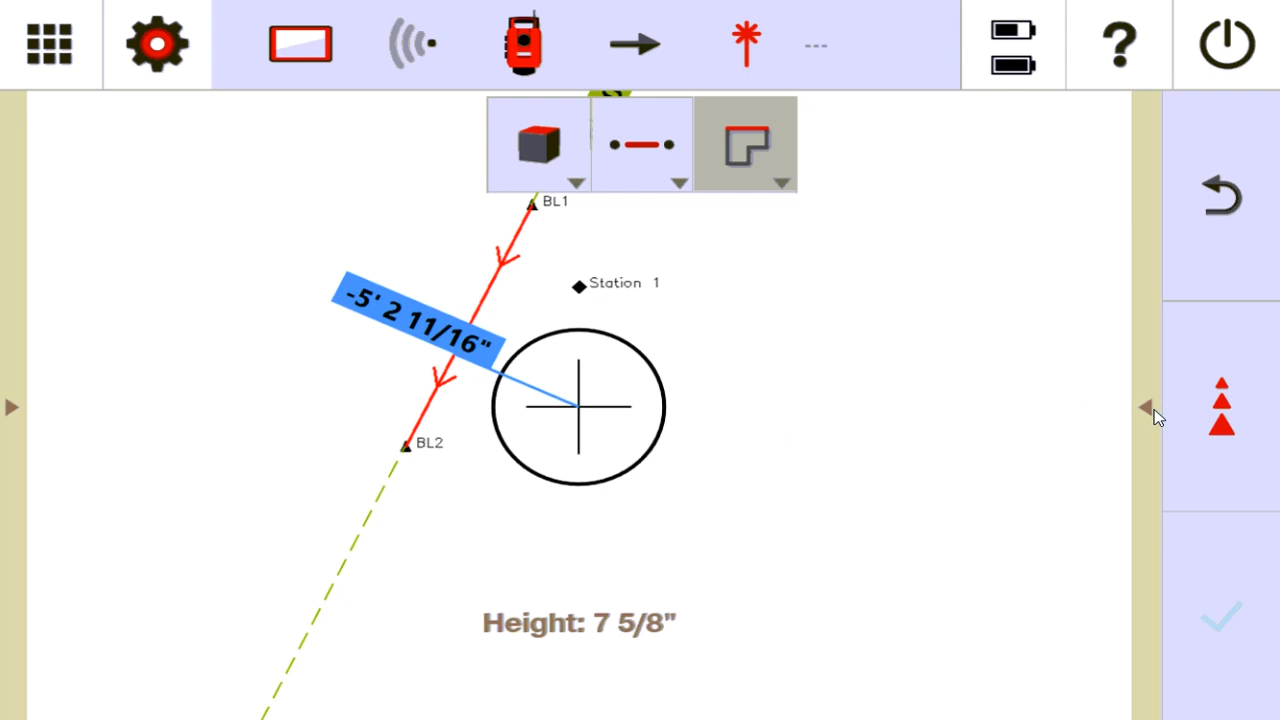 ?
---
BL1
Station 1
-5' 2 11/16"
BL2
Height: 7 5/8"